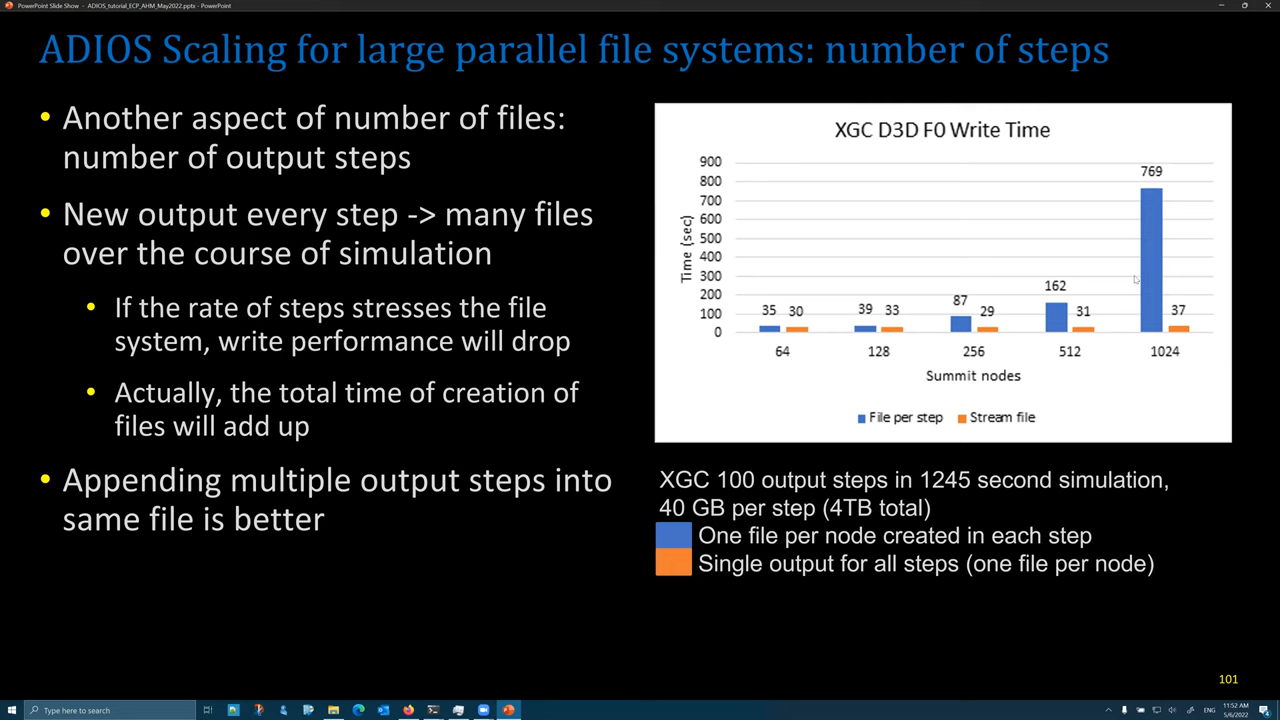 PowerPoint Slide Show - ADIOS_tutorial_ECP_AHM_May2022.pptx - PowerPoint
ADIOS Scaling for large parallel file systems: number of steps
• Another aspect of number of files:
number of output steps
• New output every step -> many files
over the course of simulation
• If the rate of steps stresses the file
system, write performance will drop
• Actually, the total time of creation of
files will add up
• Appending multiple output steps into
same file is better
XGC D3D F0 Write Time
Time (sec)
900
800
700
600
500
400
300
200
100
0
35 30 39 33 87 29 162 31 769 37
64 128 256 512 1024
Summit nodes
File per step Stream file
XGC 100 output steps in 1245 second simulation,
40 GB per step (4TB total)
One file per node created in each step
Single output for all steps (one file per node)
101
Type here to search
ENG
11:52 AM
5/6/2022